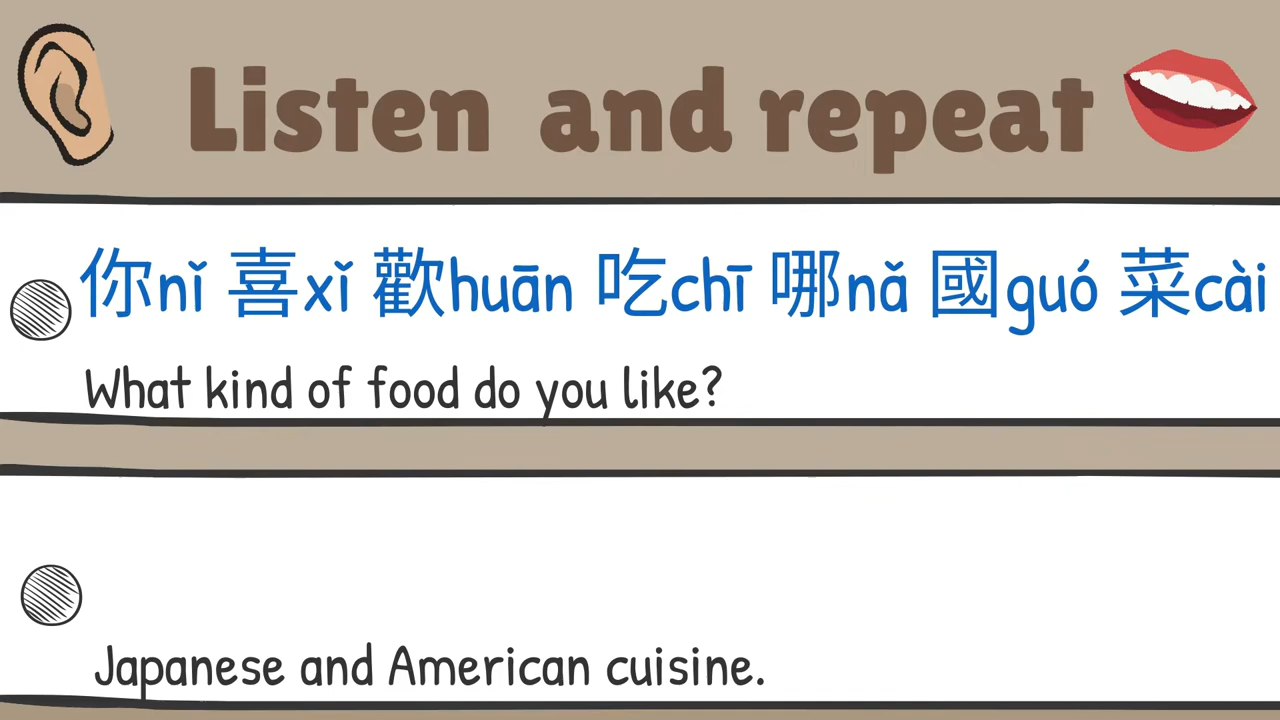 Listen and repeat
你nǐ 喜xǐ 歡huān 吃chī 哪nǎ 國guó 菜cài
What kind of food do you like?
Japanese and American cuisine.